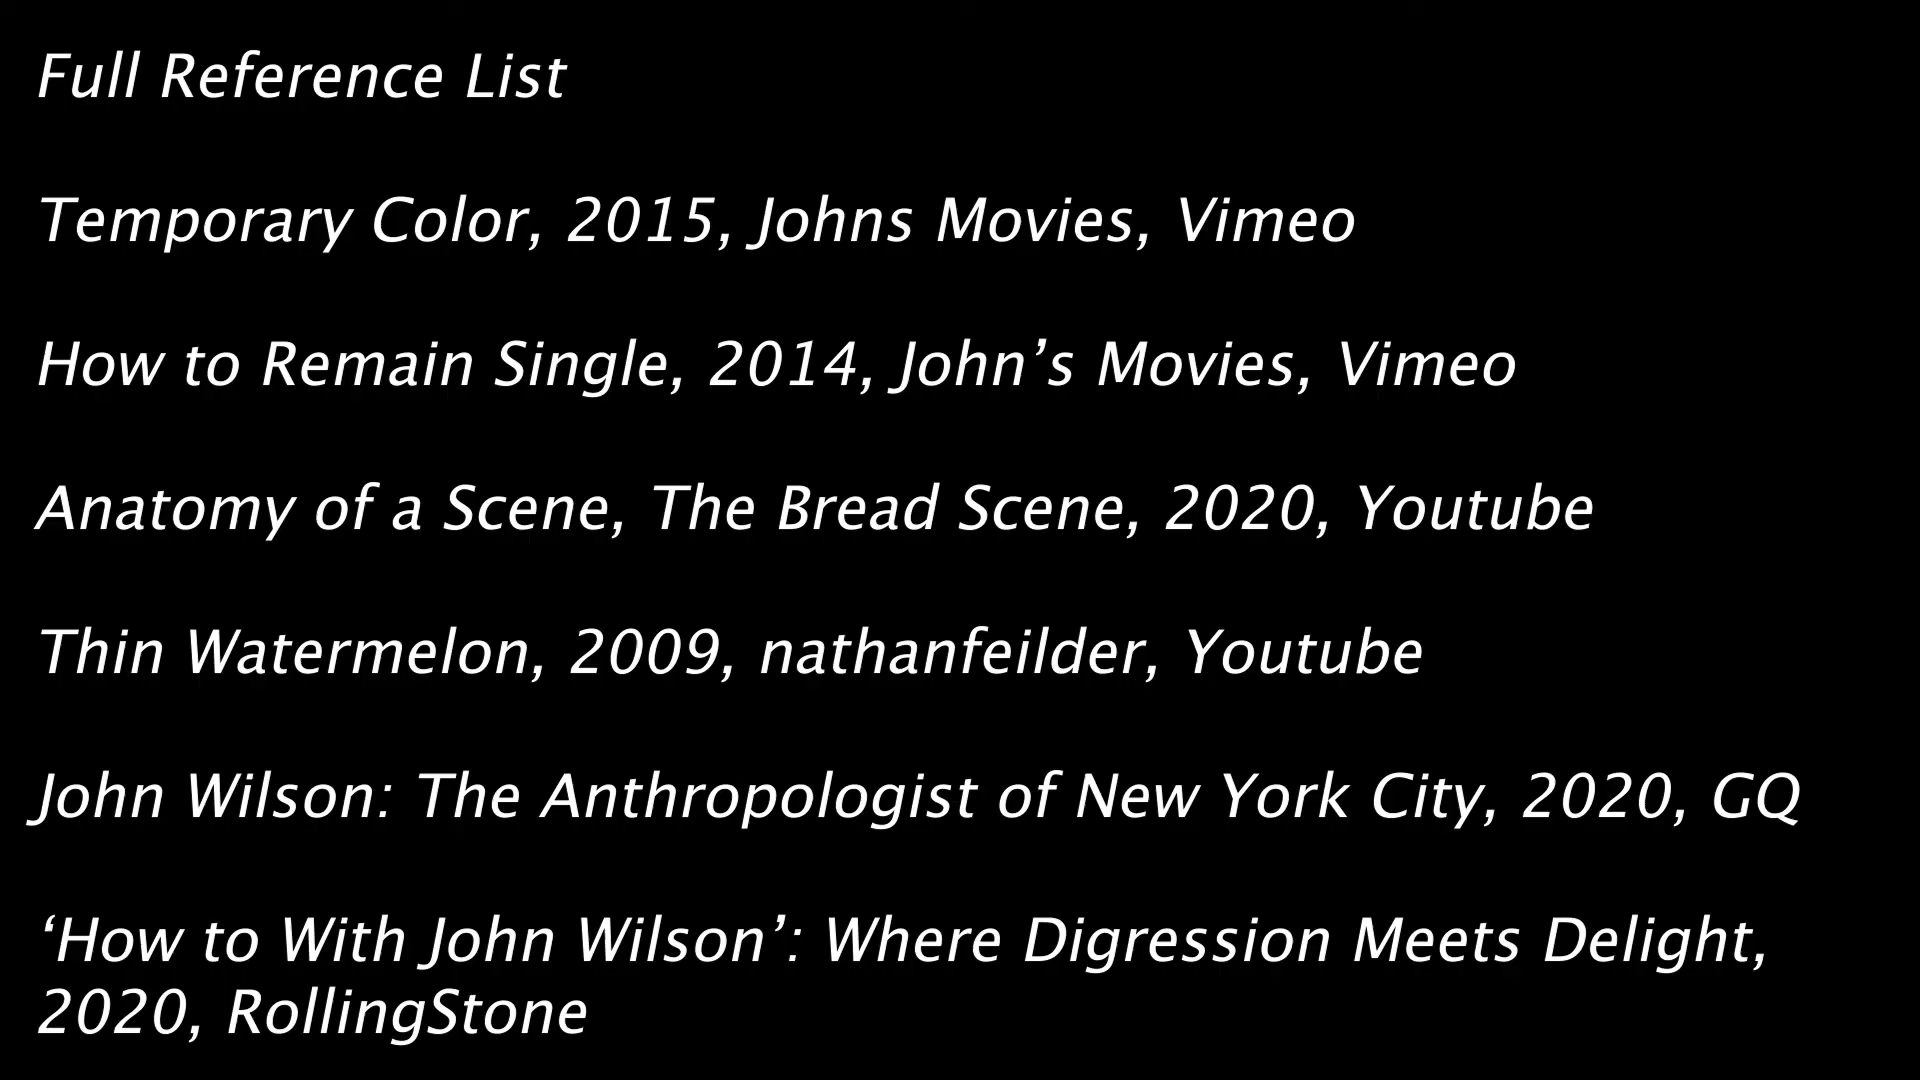 Full Reference List
Temporary Color, 2015, Johns Movies, Vimeo
How to Remain Single, 2014, John’s Movies, Vimeo
Anatomy of a Scene, The Bread Scene, 2020, Youtube
Thin Watermelon, 2009, nathanfeilder, Youtube
John Wilson: The Anthropologist of New York City, 2020, GQ
‘How to With John Wilson’: Where Digression Meets Delight,
2020, RollingStone